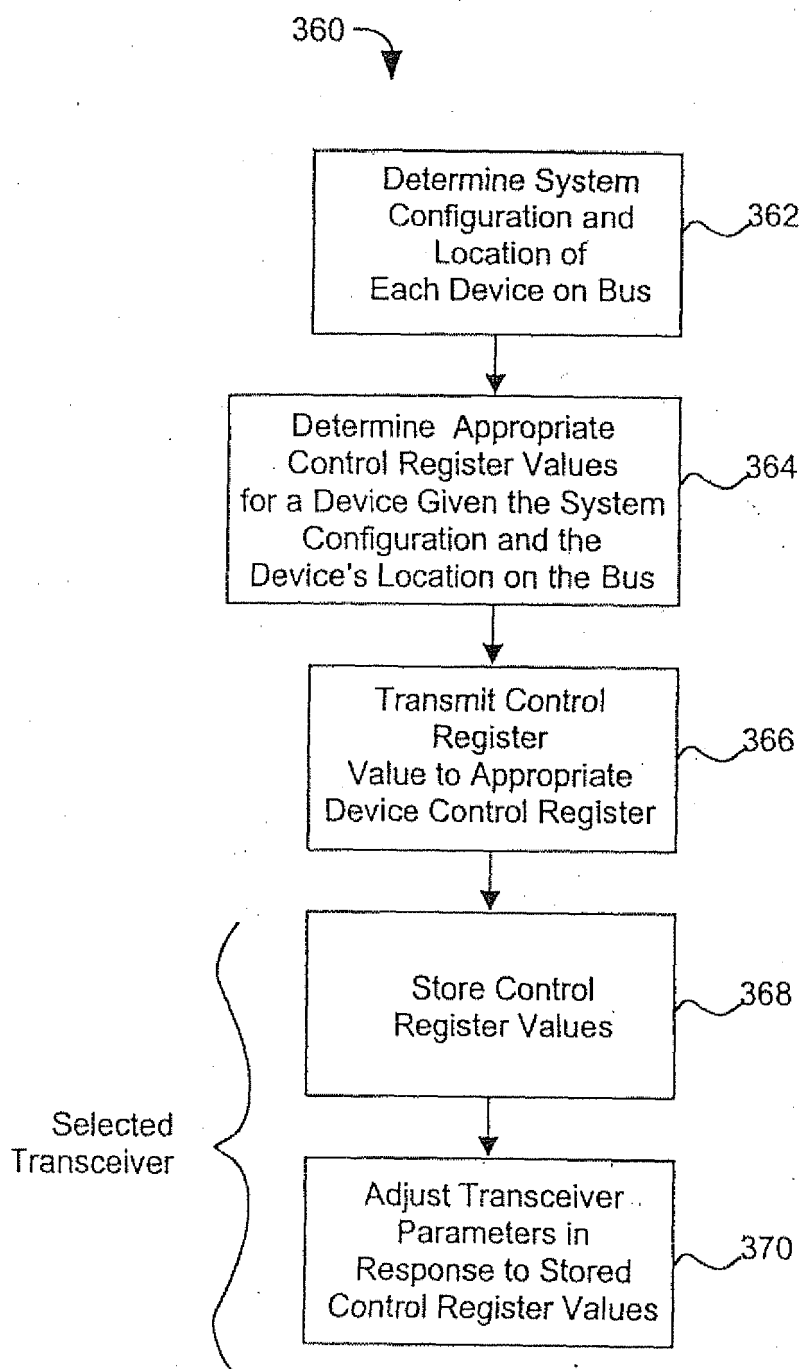 360
Determine System
Configuration and
Location of
Each Device on Bus
362
Determine Appropriate
Control Register Values
for a Device Given the System
Configuration and the
Device's Location on the Bus
364
Transmit Control
Register
Value to Appropriate
Device Control Register
366
Store Control
Register Values
368
Selected
Transceiver
Adjust Transceiver
Parameters in
Response to Stored
Control Register Values
370